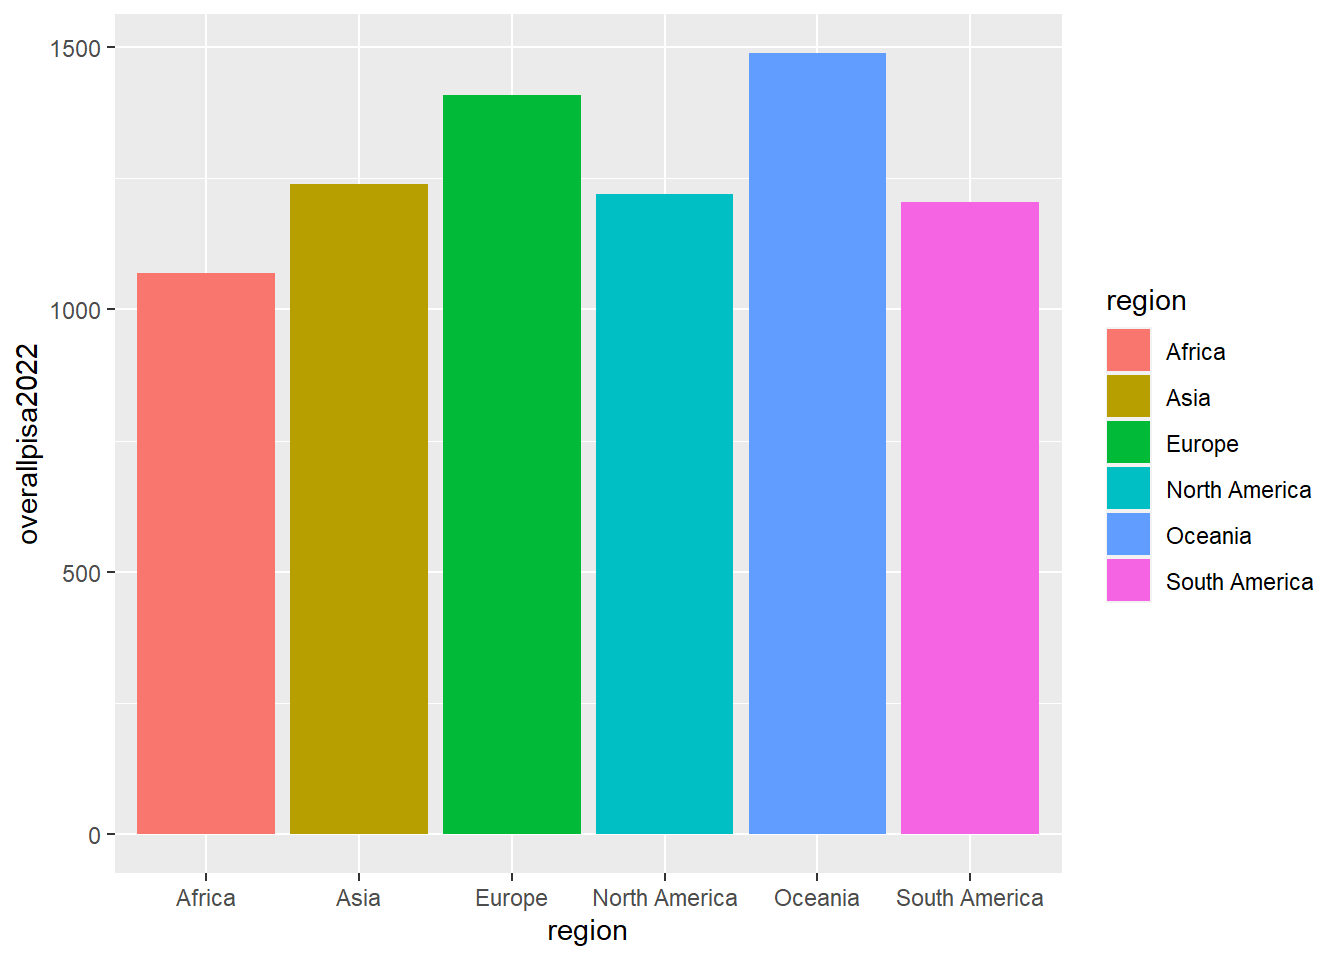 overallpisa2022
1500
1000
500
0
Africa
Asia
Europe
North America
Oceania
South America
region
region
Africa
Asia
Europe
North America
Oceania
South America